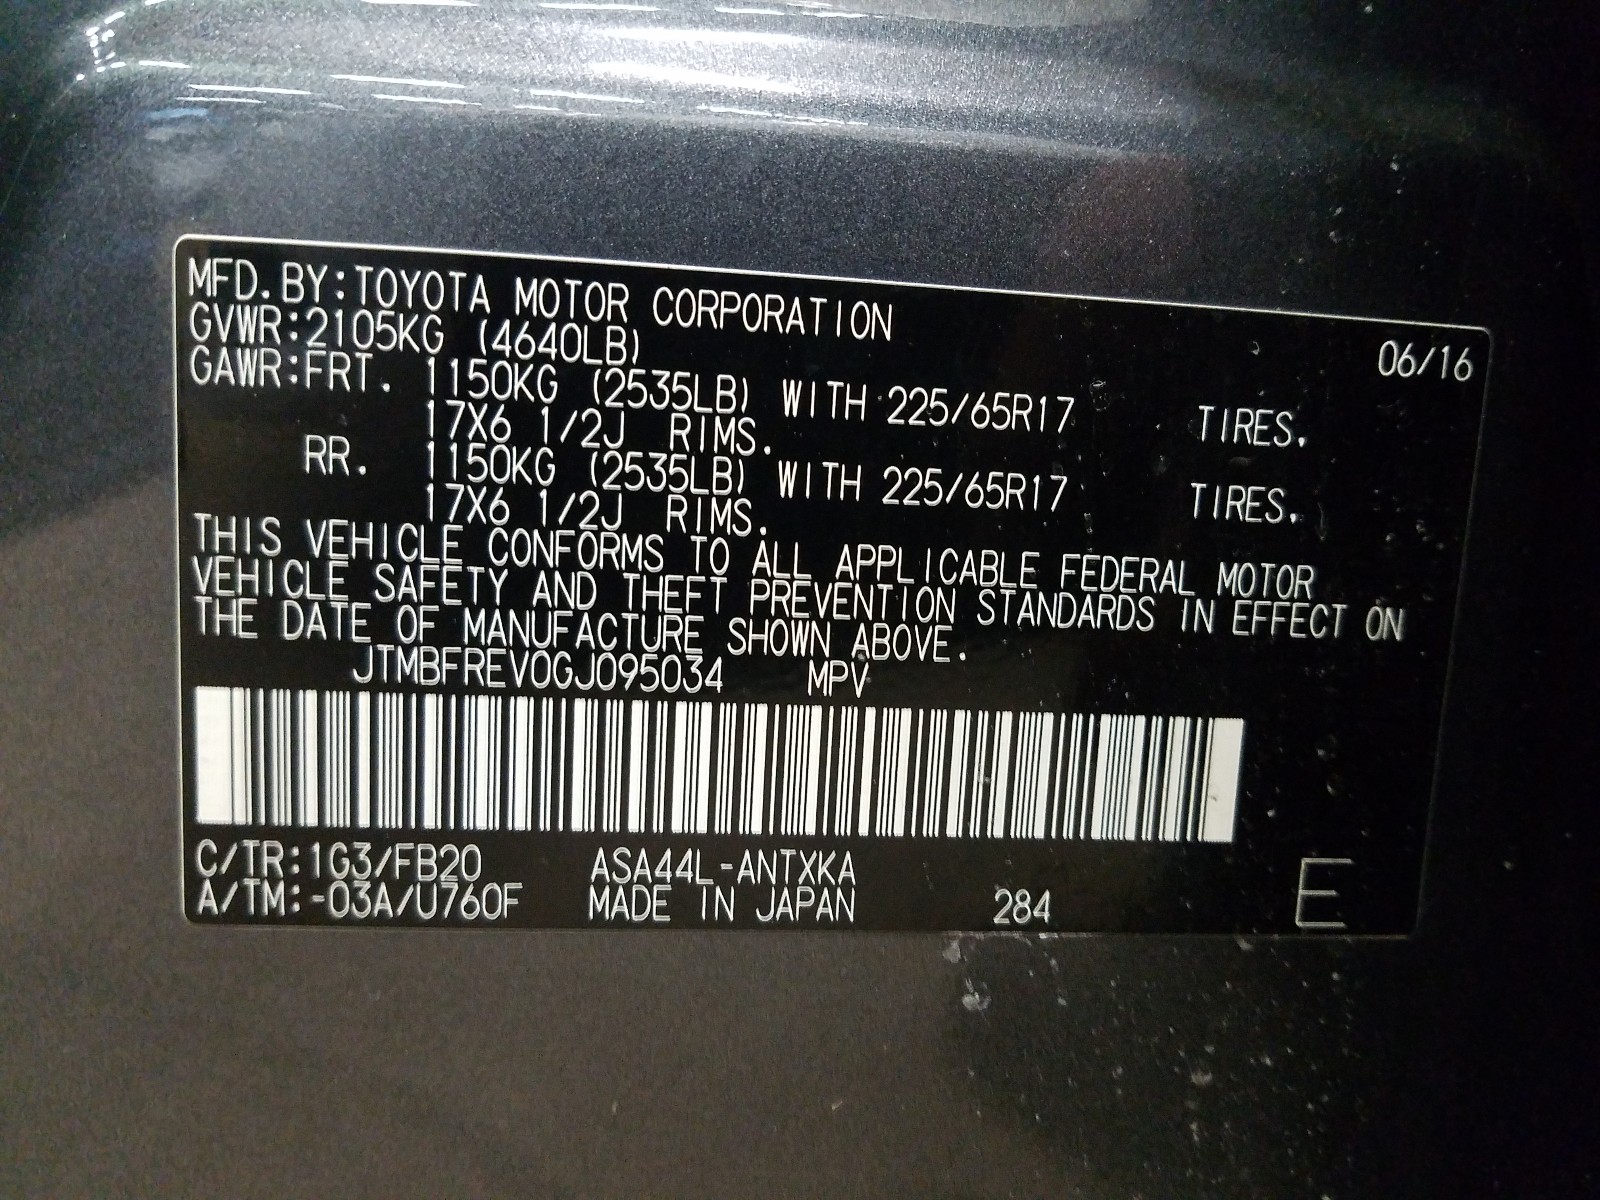 MFD. BY:TOYOTA MOTOR CORPORATION
06/16
GVWR:2105KG (4640LB)
GAWR:FRT. 1150KG (2535LB) WITH 225/65R17 TIRES.
17X6 1/2J RIMS.
RR. 1150KG (2535LB) WITH 225/65R17 TIRES.
17X6 1/2J RIMS.
THIS VEHICLE CONFORMS TO ALL APPLICABLE FEDERAL MOTOR
VEHICLE SAFETY AND THEFT PREVENTION STANDARDS IN EFFECT ON
THE DATE OF MANUFACTURE SHOWN ABOVE.
JTMBFREV0GJ095034 MPV
C/TR:1G3/FB20 ASA44L-ANTXKA
A/TM:-03A/U760F MADE IN JAPAN 284 E